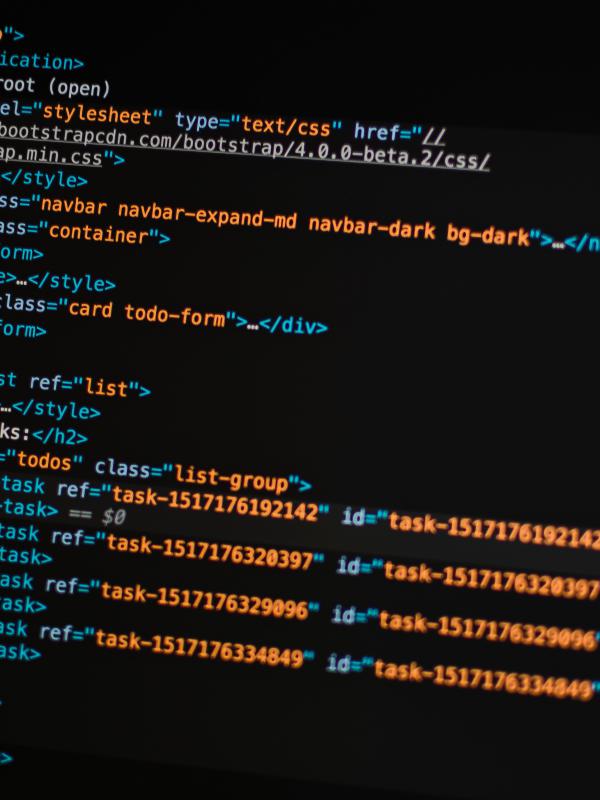 ">
ication>
root (open)
el="stylesheet" type="text/css" href="//
bootstrapcdn.com/bootstrap/4.0.0-beta.2/css/
ap.min.css">
</style>
ss="navbar navbar-expand-md navbar-dark bg-dark">…</n
ass="container">
orm>
e>…</style>
class="card todo-form">…</div>
form>
st ref="list">
…</style>
ks:</h2>
="todos" class="list-group">
task ref="task-1517176192142" id="task-1517176192142
-task> == $0
task ref="task-1517176320397" id="task-1517176320397
task>
ask ref="task-1517176329096" id="task-1517176329096"
task>
ask ref="task-1517176334849" id="task-1517176334849"
ask>
>